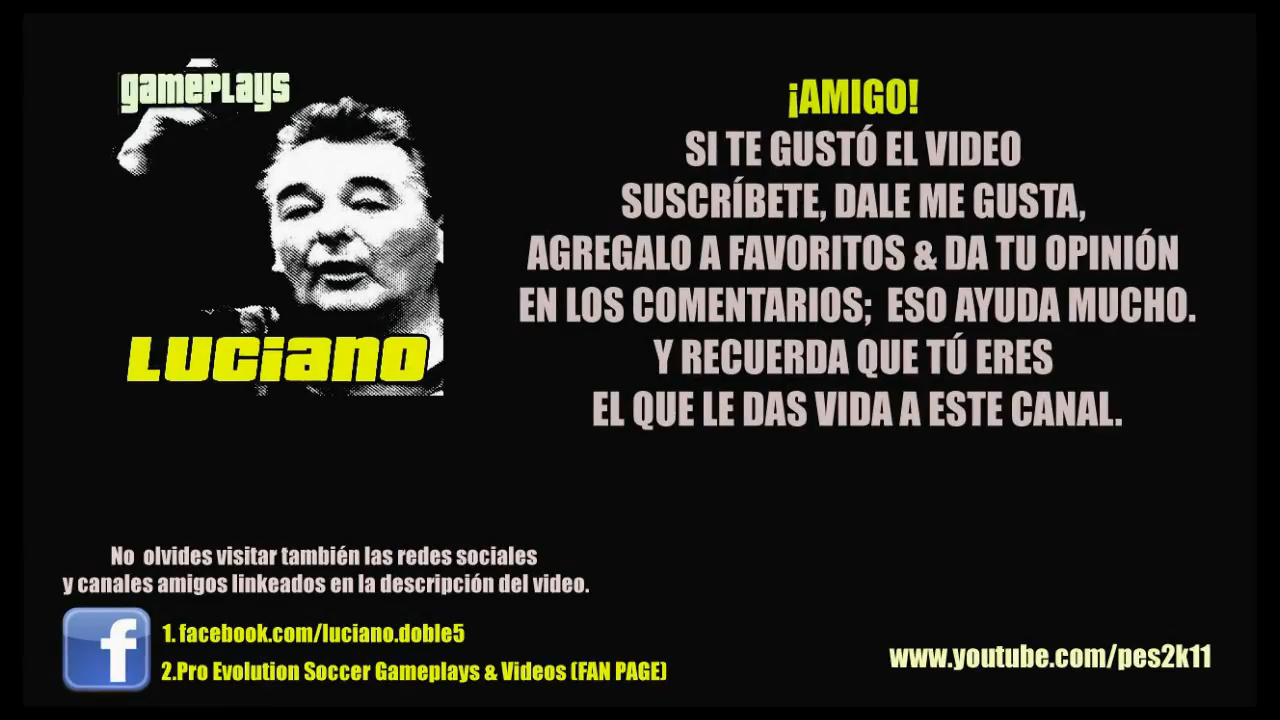 gamePLays
LUCiano
¡AMIGO!
SI TE GUSTÓ EL VIDEO
SUSCRÍBETE, DALE ME GUSTA,
AGREGALO A FAVORITOS & DA TU OPINIÓN
EN LOS COMENTARIOS; ESO AYUDA MUCHO.
Y RECUERDA QUE TÚ ERES
EL QUE LE DAS VIDA A ESTE CANAL.
No olvides visitar también las redes sociales
y canales amigos linkeados en la descripción del video.
f
1. facebook.com/luciano.doble5
2.Pro Evolution Soccer Gameplays & Videos (FAN PAGE)
www.youtube.com/pes2k11